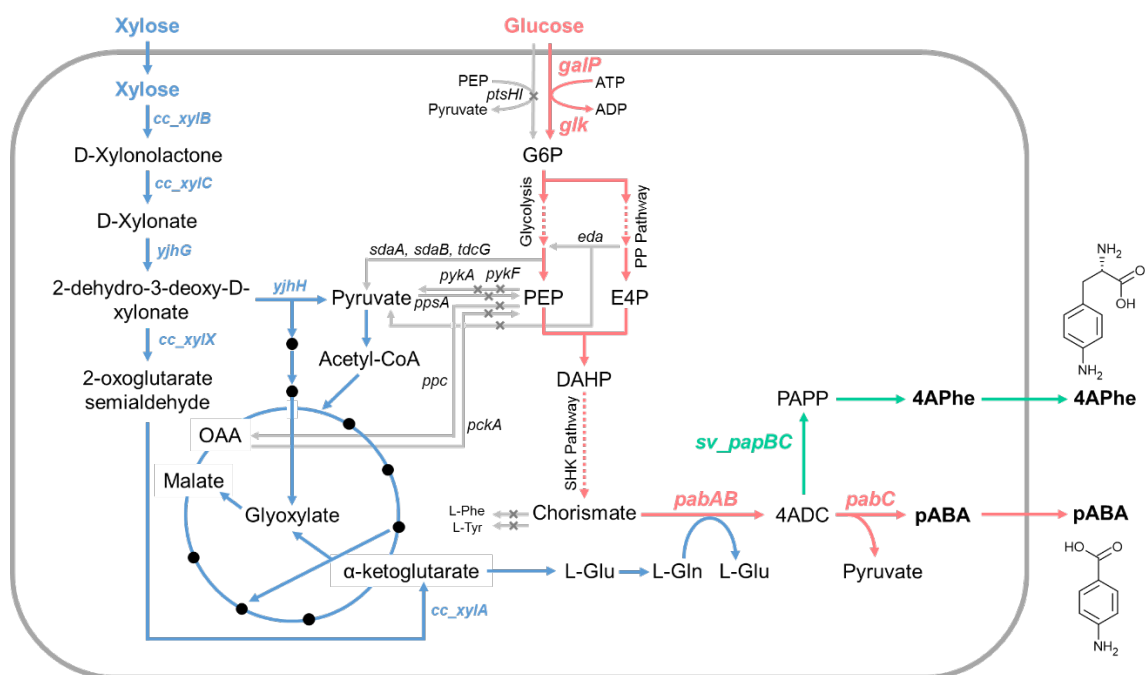 Xylose
Glucose
Xylose
cc_xylB
D-Xylonolactone
cc_xylC
D-Xylonate
yjhG
2-dehydro-3-deoxy-D-
xylonate
cc_xylX
2-oxoglutarate
semialdehyde
yjhH
Pyruvate
Acetyl-CoA
OAA
Malate
Glyoxylate
α-ketoglutarate
cc_xylA
PEP
ptsHI
Pyruvate
galP
ATP
ADP
glk
G6P
Glycolysis
PP Pathway
eda
sdaA, sdaB, tdcG
pykA
pykF
ppsA
PEP
E4P
ppc
pckA
DAHP
SHK Pathway
L-Phe
L-Tyr
Chorismate
pabAB
4ADC
pabC
pABA
pABA
Pyruvate
L-Glu
L-Gln
L-Glu
sv_papBC
PAPP
4APhe
4APhe
NH2
O
OH
NH2
HO
O
NH2